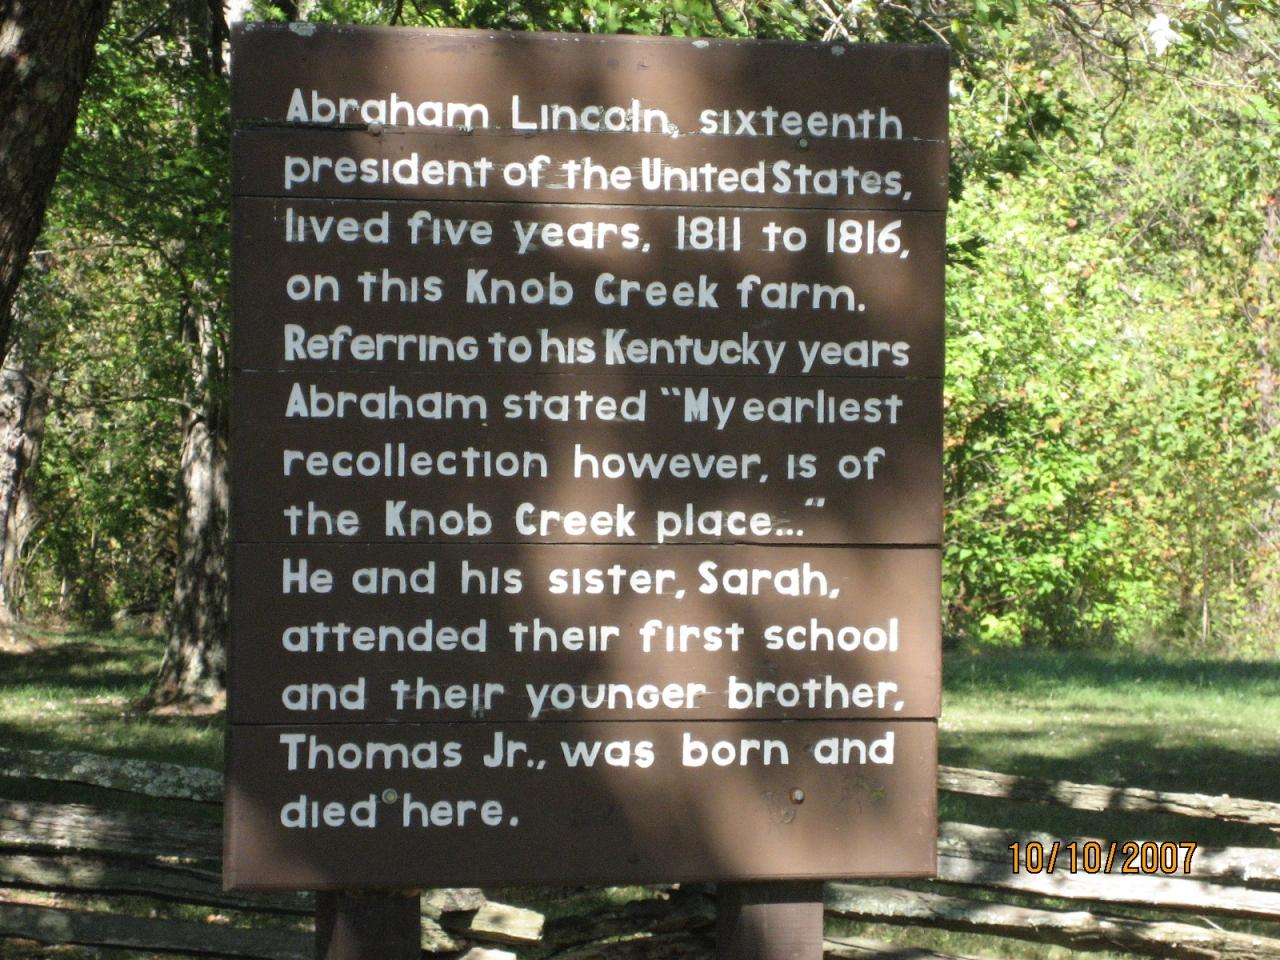 Abraham Lincoln, sixteenth
president of the United States,
lived five years, 1811 to 1816,
on this Knob Creek farm.
Referring to his Kentucky years
Abraham stated "My earliest
recollection however, is of
the Knob Creek place..."
He and his sister, Sarah,
attended their first school
and their younger brother,
Thomas Jr., was born and
died here.
10/10/2007